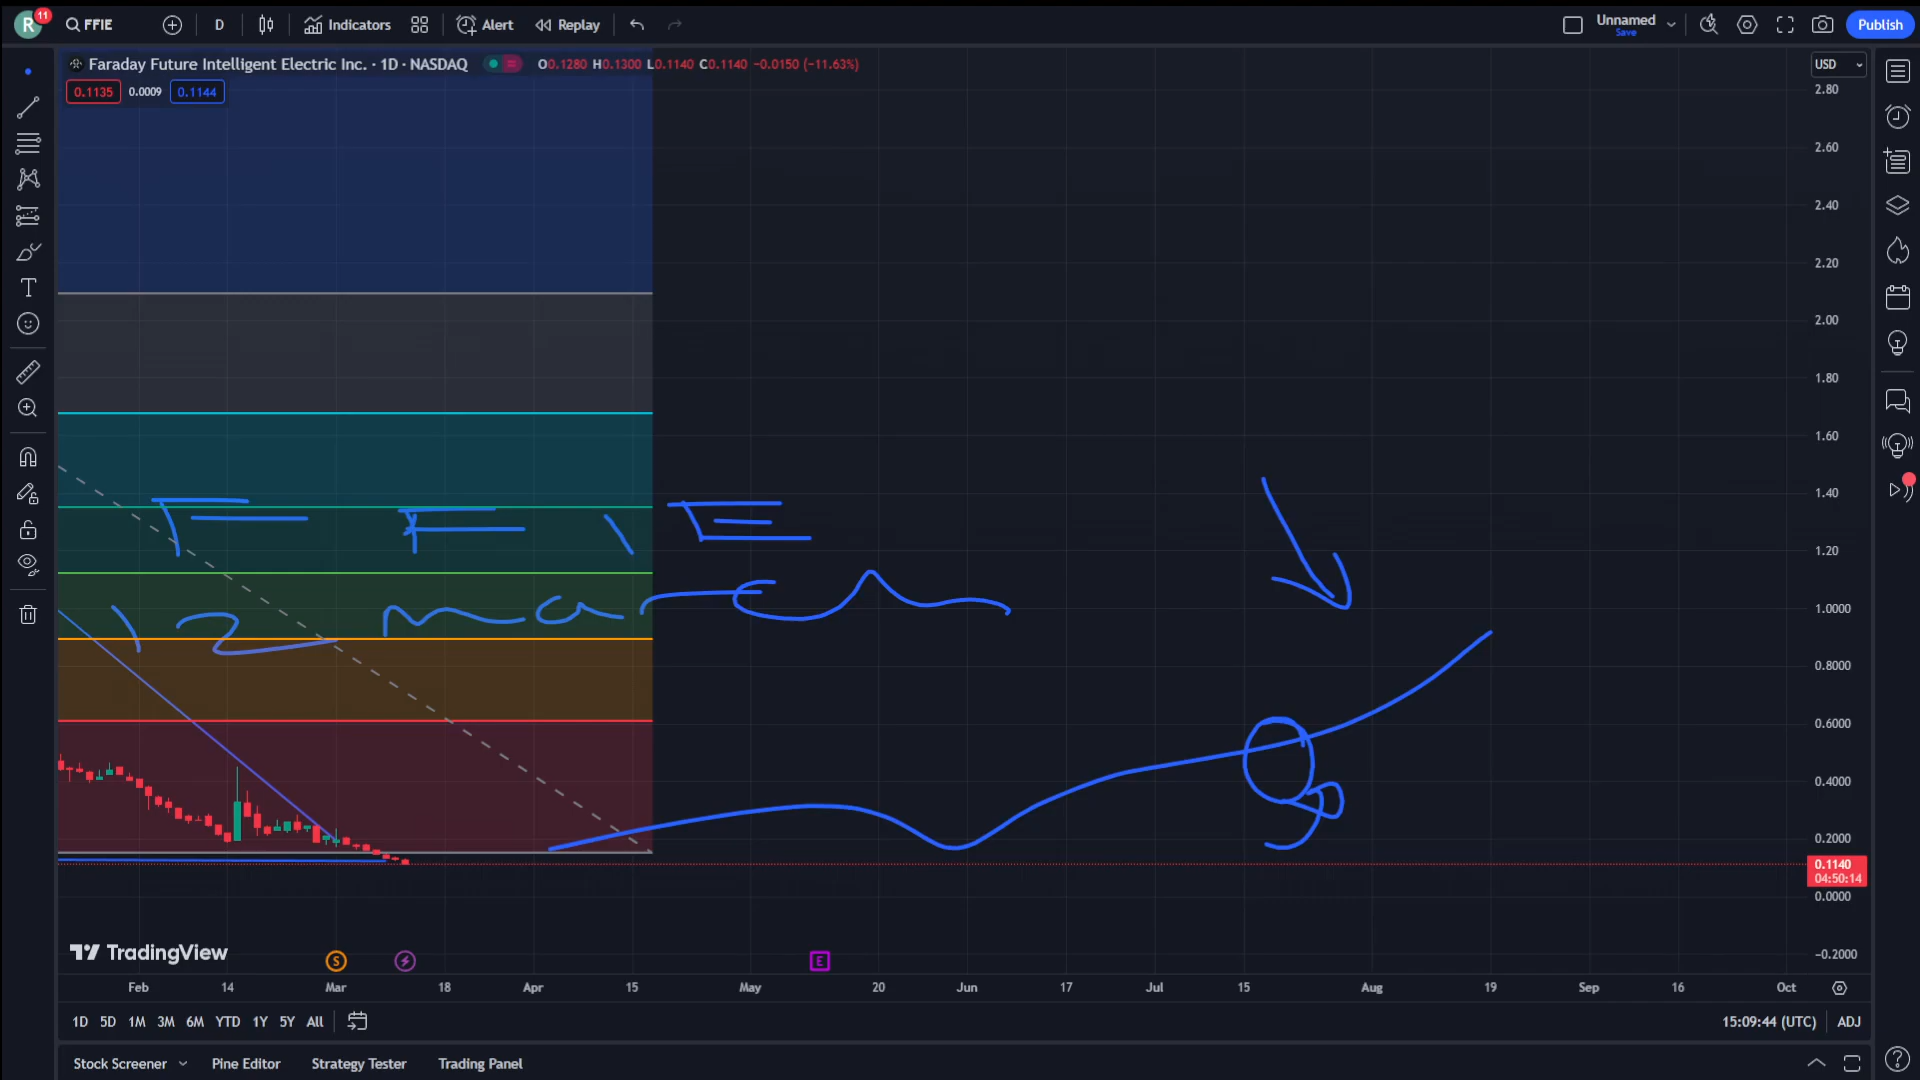 R 11 FFIE D Indicators Alert Replay Unnamed Save Publish
Faraday Future Intelligent Electric Inc. · 1D · NASDAQ O0.1280 H0.1300 L0.1140 C0.1140 −0.0150 (−11.63%) USD
0.1135 0.0009 0.1144
2.80
2.60
2.40
2.20
2.00
1.80
1.60
1.40
1.20
1.0000
0.8000
0.6000
0.4000
0.2000
0.1140
04:50:14
0.0000
−0.2000
TradingView
S E
Feb 14 Mar 18 Apr 15 May 20 Jun 17 Jul 15 Aug 19 Sep 16 Oct
1D 5D 1M 3M 6M YTD 1Y 5Y All 15:09:44 (UTC) ADJ
Stock Screener Pine Editor Strategy Tester Trading Panel